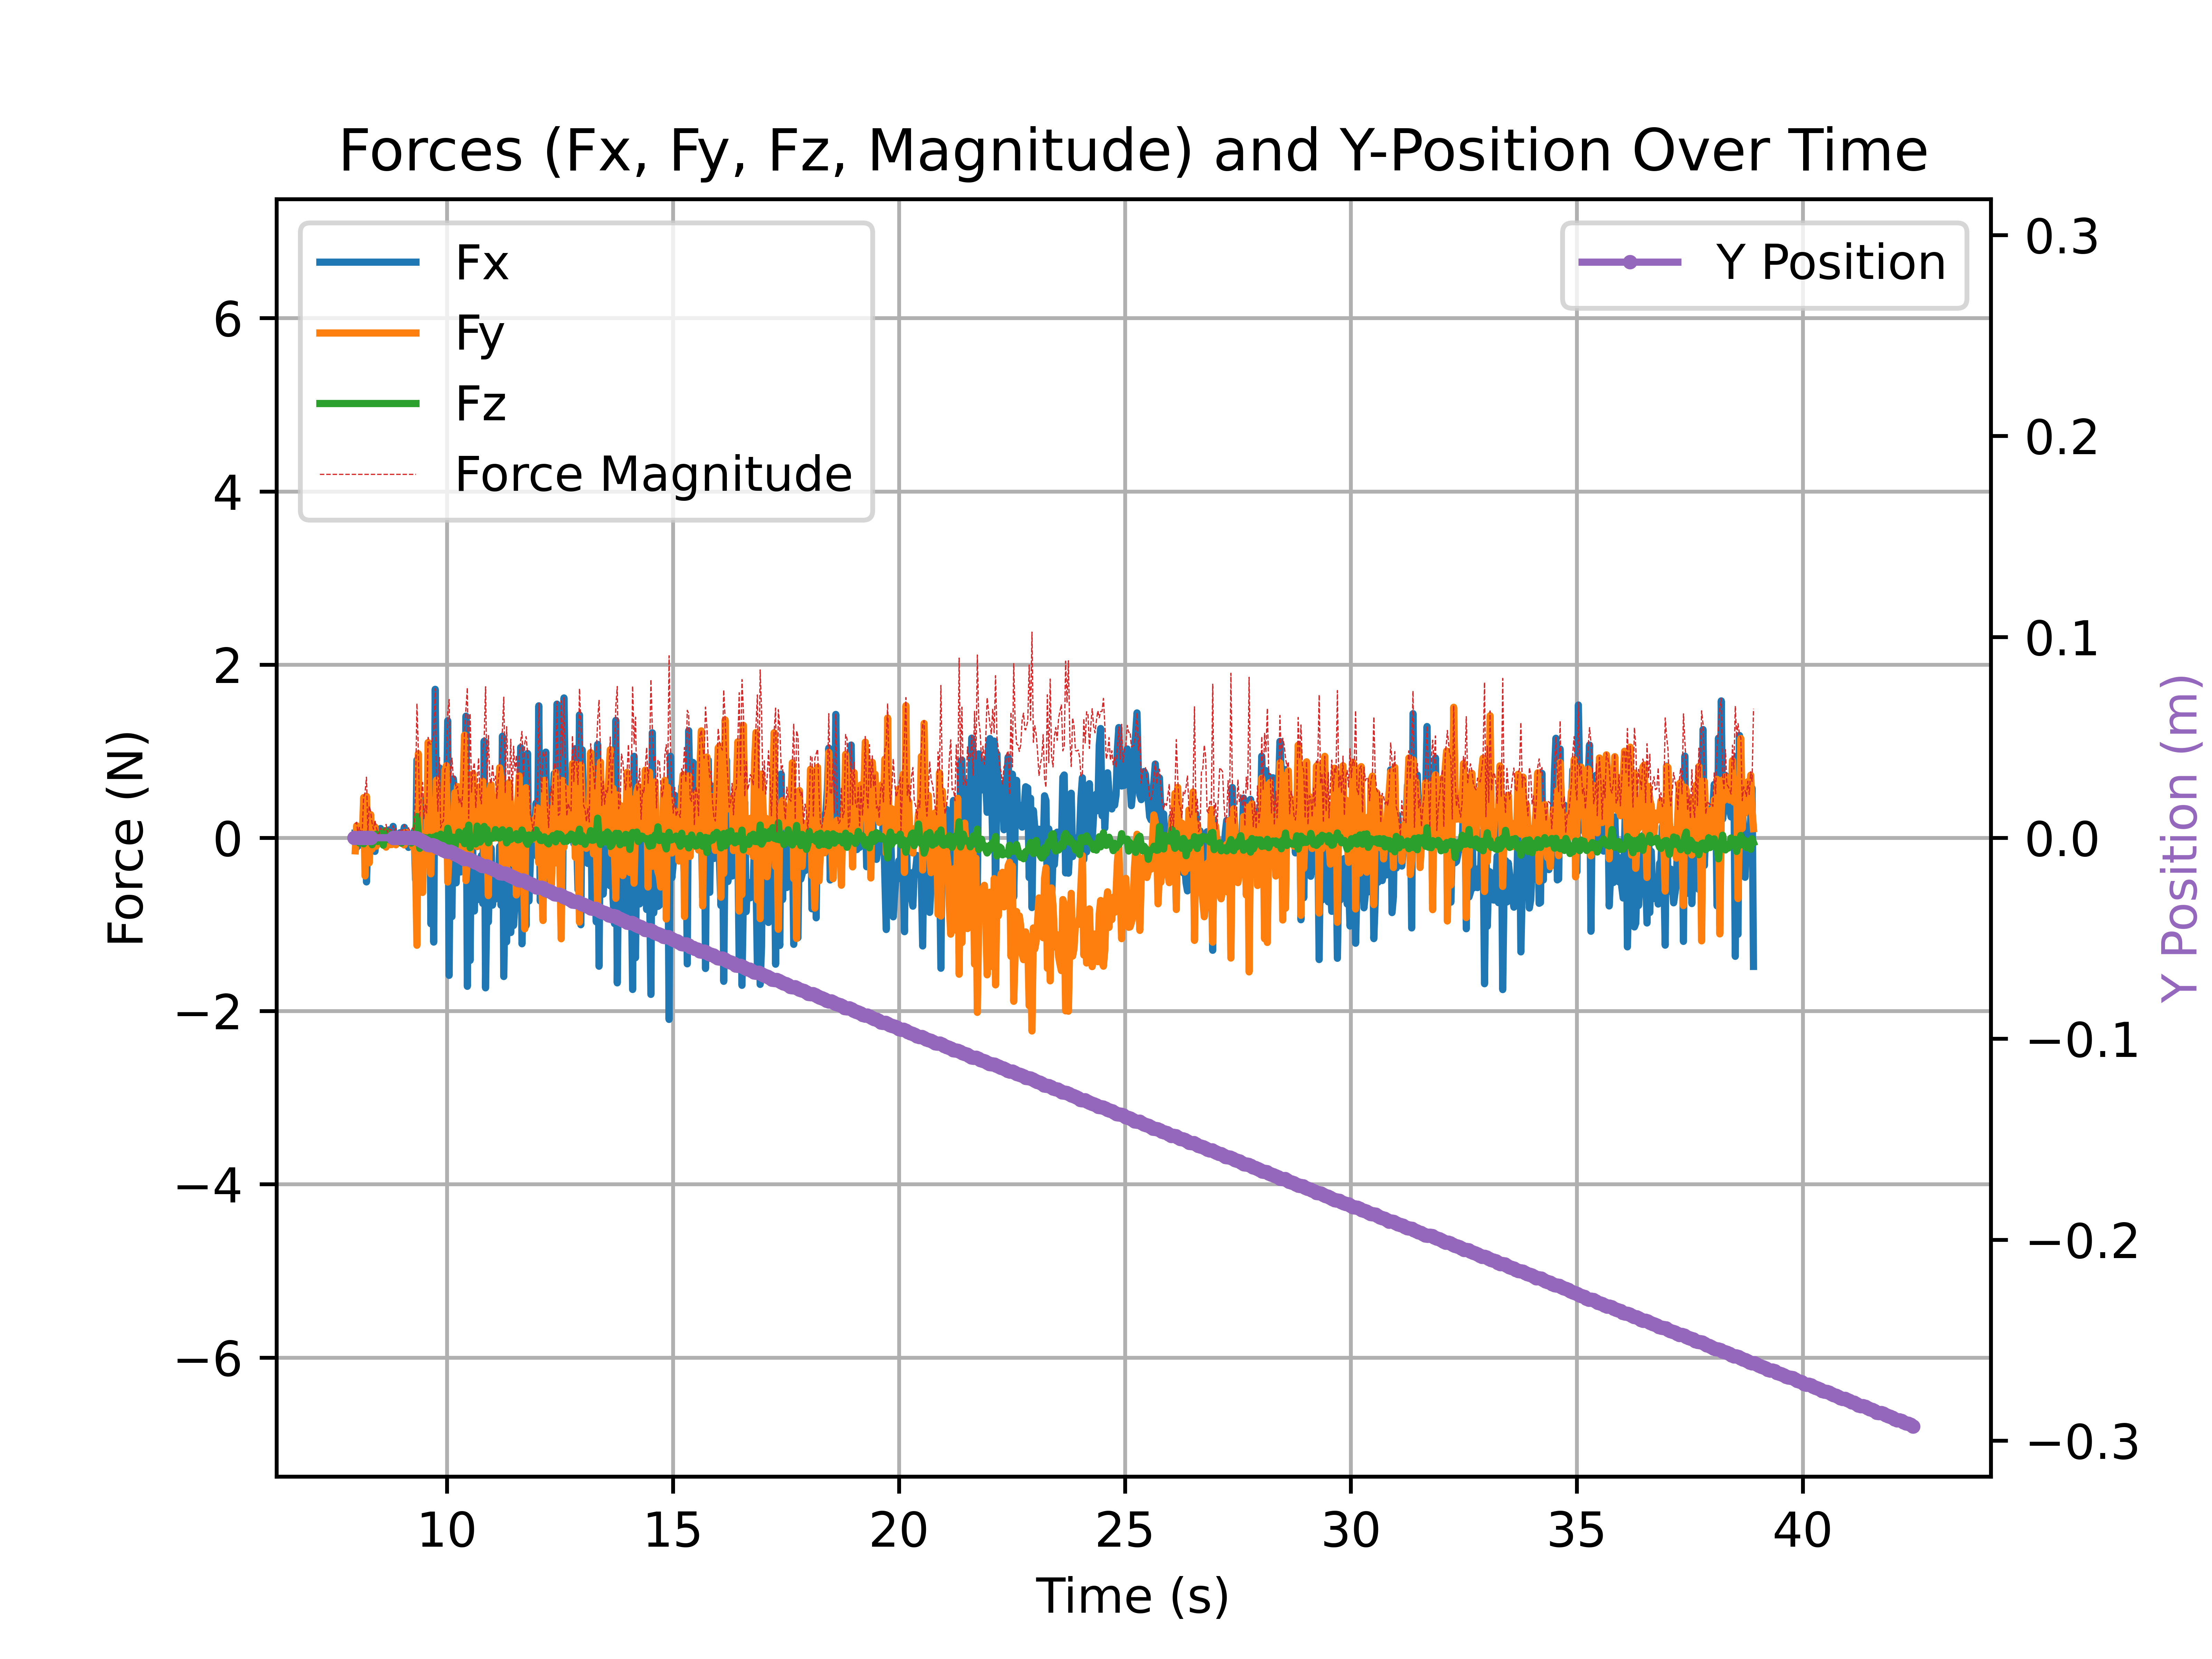 Forces (Fx, Fy, Fz, Magnitude) and Y-Position Over Time
Fx
Fy
Fz
Force Magnitude
Y Position
6
4
2
0
−2
−4
−6
Force (N)
0.3
0.2
0.1
0.0
−0.1
−0.2
−0.3
Y Position (m)
10 15 20 25 30 35 40
Time (s)